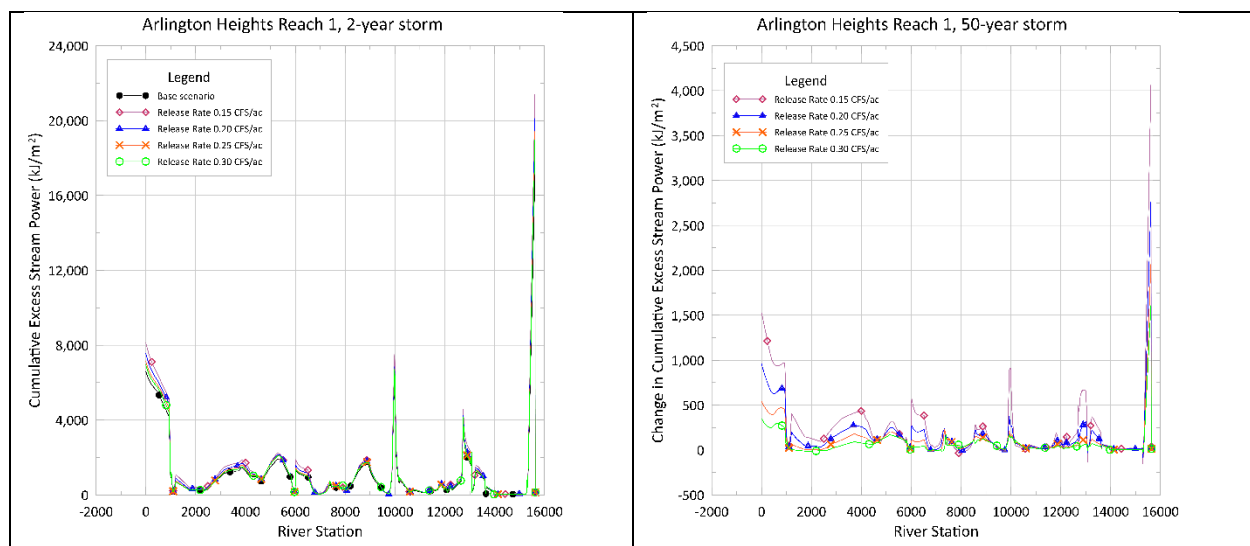 Arlington Heights Reach 1, 2-year storm
24,000
20,000
16,000
12,000
8,000
4,000
0
Cumulative Excess Stream Power (kJ/m²)
Legend
Base scenario
Release Rate 0.15 CFS/ac
Release Rate 0.20 CFS/ac
Release Rate 0.25 CFS/ac
Release Rate 0.30 CFS/ac
-2000 0 2000 4000 6000 8000 10000 12000 14000 16000
River Station
Arlington Heights Reach 1, 50-year storm
4,500
4,000
3,500
3,000
2,500
2,000
1,500
1,000
500
0
-500
Change in Cumulative Excess Stream Power (kJ/m²)
Legend
Release Rate 0.15 CFS/ac
Release Rate 0.20 CFS/ac
Release Rate 0.25 CFS/ac
Release Rate 0.30 CFS/ac
-2000 0 2000 4000 6000 8000 10000 12000 14000 16000
River Station